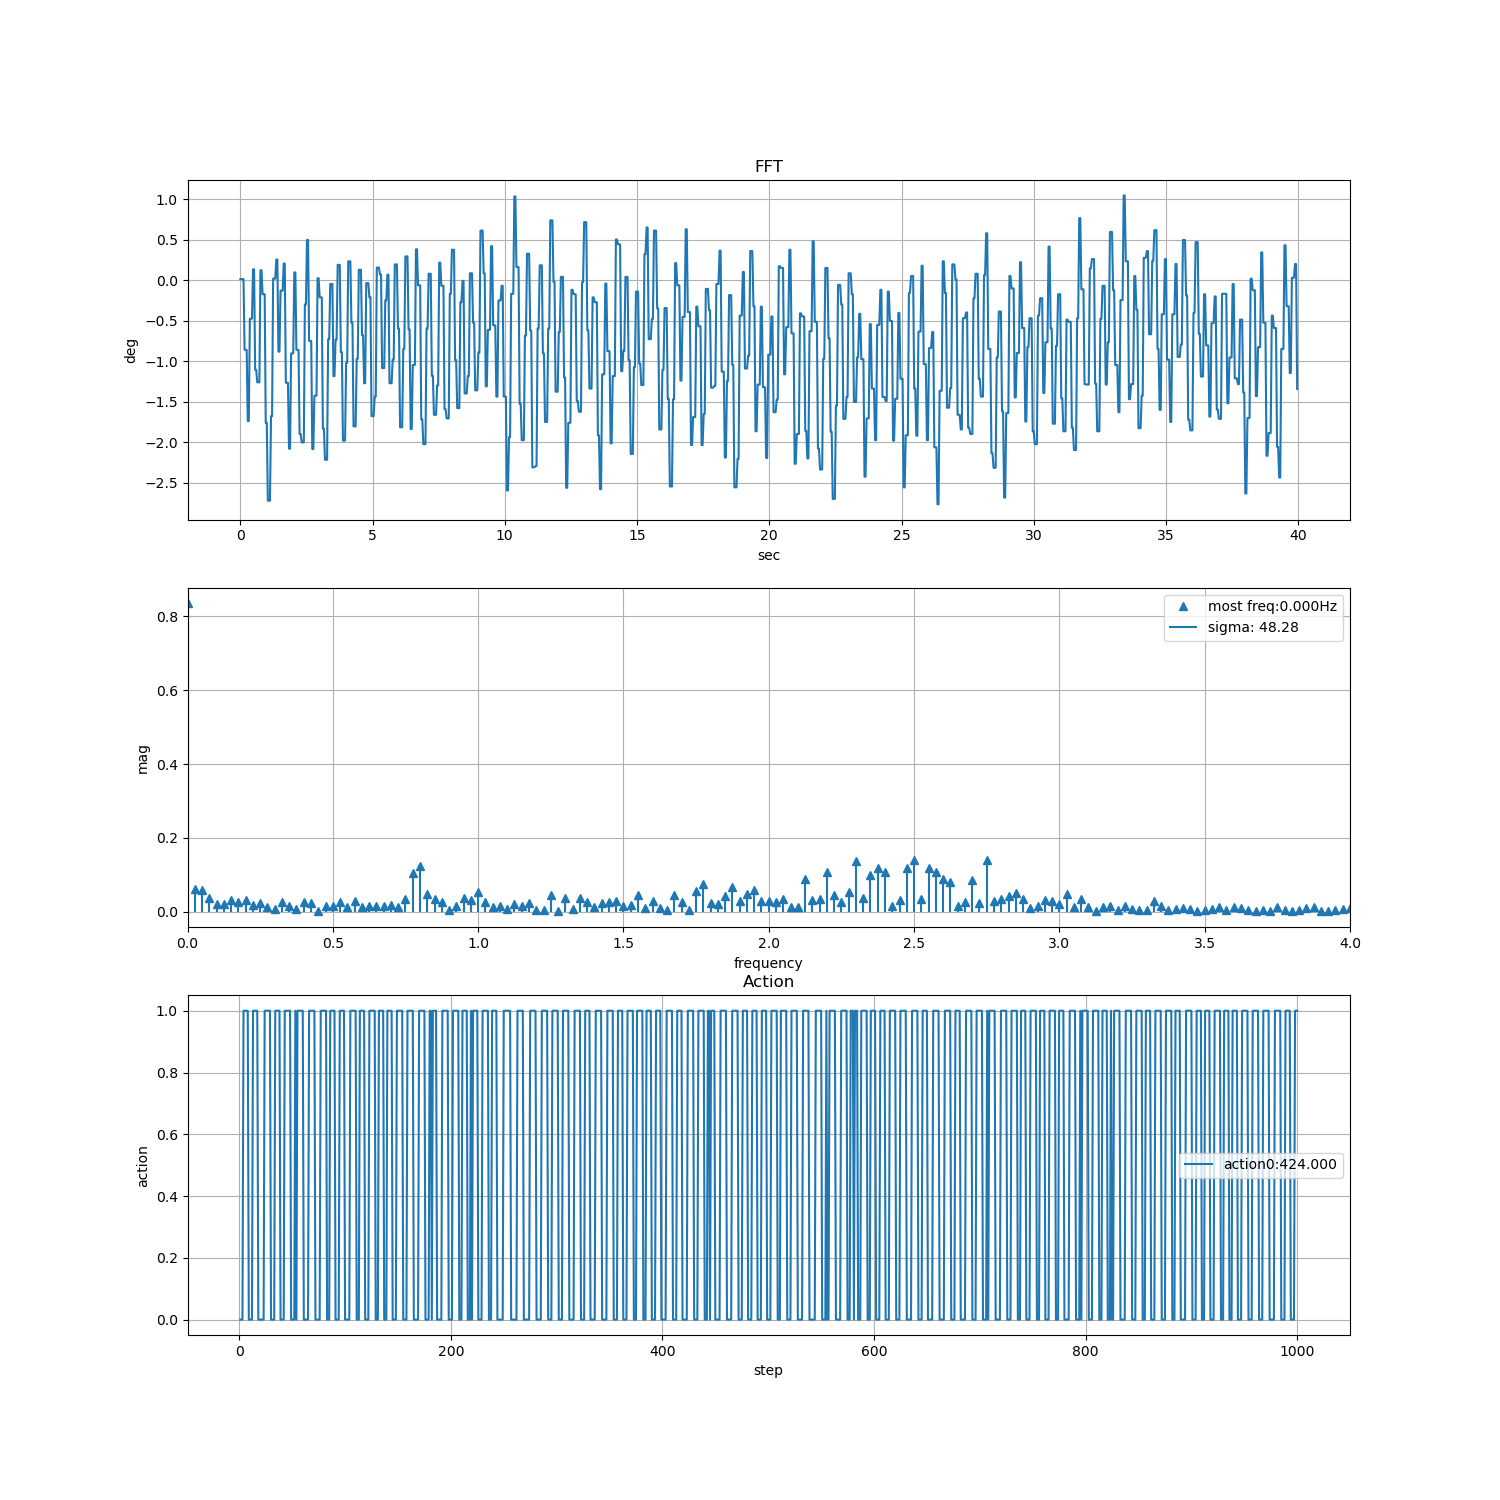 FFT
1.0
0.5
0.0
−0.5
−1.0
−1.5
−2.0
−2.5
deg
0 5 10 15 20 25 30 35 40
sec
most freq:0.000Hz
sigma: 48.28
0.8
0.6
0.4
0.2
0.0
mag
0.0 0.5 1.0 1.5 2.0 2.5 3.0 3.5 4.0
frequency
Action
1.0
0.8
0.6
0.4
0.2
0.0
action
action0:424.000
0 200 400 600 800 1000
step